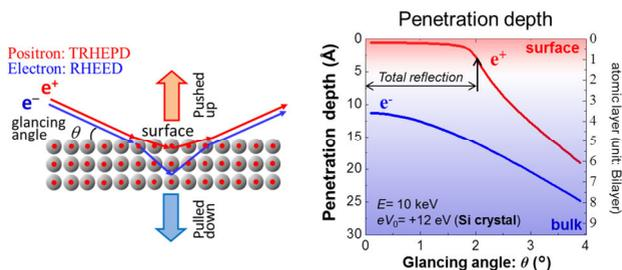 Positron: TRHEPD
Electron: RHEED
e+
e−
glancing
angle
θ
surface
Pushed
up
Pulled
down
Penetration depth
Penetration depth (Å)
0
5
10
15
20
25
30
surface
e+
Total reflection
e-
E= 10 keV
eV0= +12 eV (Si crystal)
bulk
0
1
2
3
4
5
6
7
8
9
atomic layer (unit: Bilayer)
0 1 2 3 4
Glancing angle: θ (°)